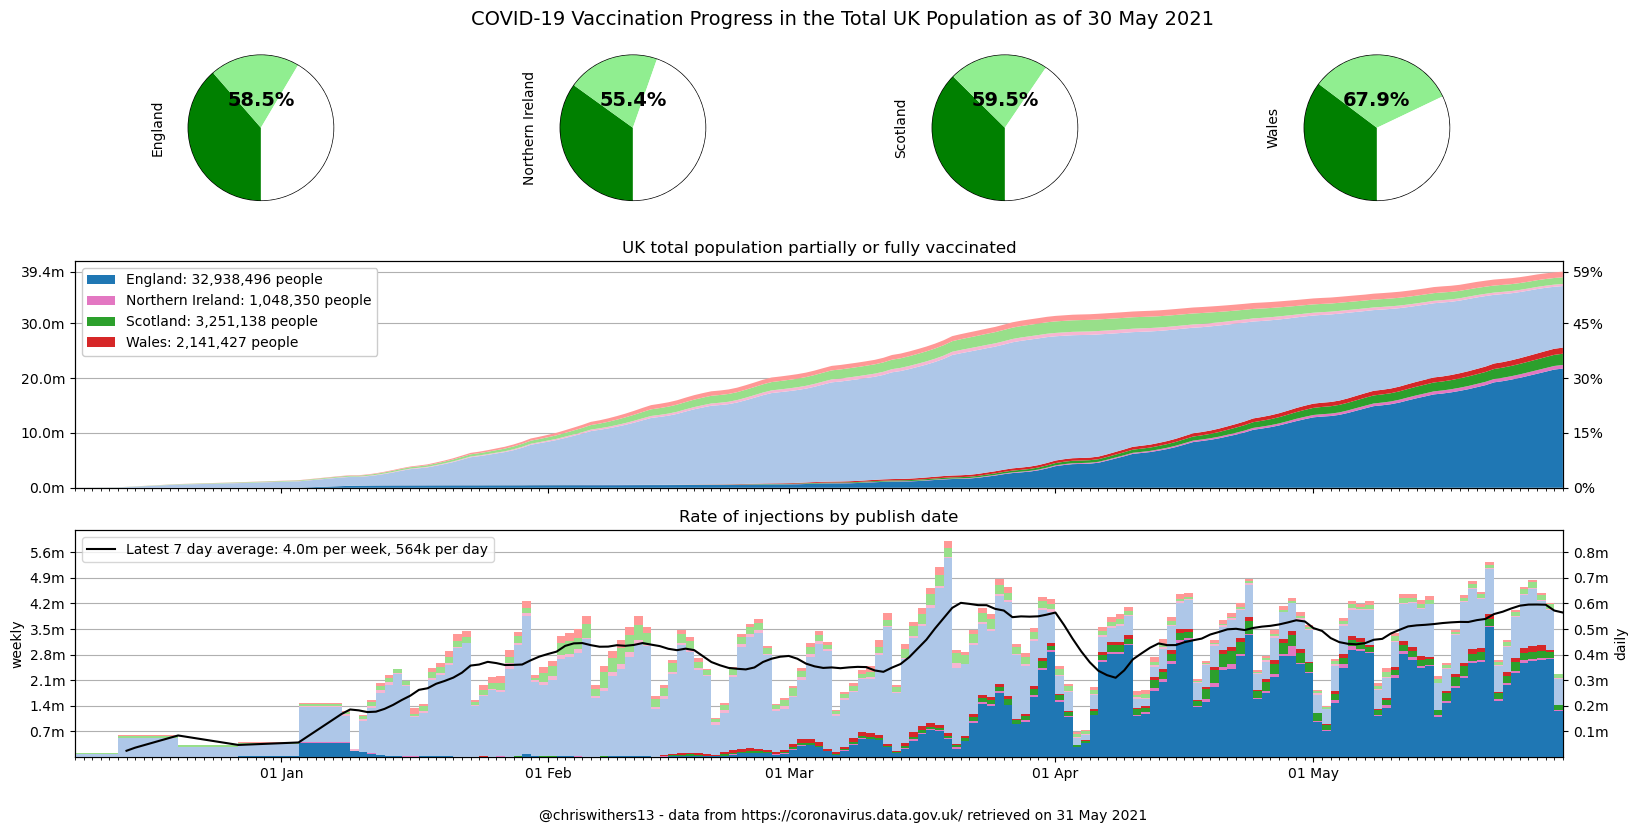 COVID-19 Vaccination Progress in the Total UK Population as of 30 May 2021
England
58.5%
Northern Ireland
55.4%
Scotland
59.5%
Wales
67.9%
UK total population partially or fully vaccinated
39.4m
30.0m
20.0m
10.0m
0.0m
England: 32,938,496 people
Northern Ireland: 1,048,350 people
Scotland: 3,251,138 people
Wales: 2,141,427 people
59%
45%
30%
15%
0%
Rate of injections by publish date
Latest 7 day average: 4.0m per week, 564k per day
weekly
5.6m
4.9m
4.2m
3.5m
2.8m
2.1m
1.4m
0.7m
0.8m
0.7m
0.6m
0.5m
0.4m
0.3m
0.2m
0.1m
daily
01 Jan
01 Feb
01 Mar
01 Apr
01 May
@chriswithers13 - data from https://coronavirus.data.gov.uk/ retrieved on 31 May 2021